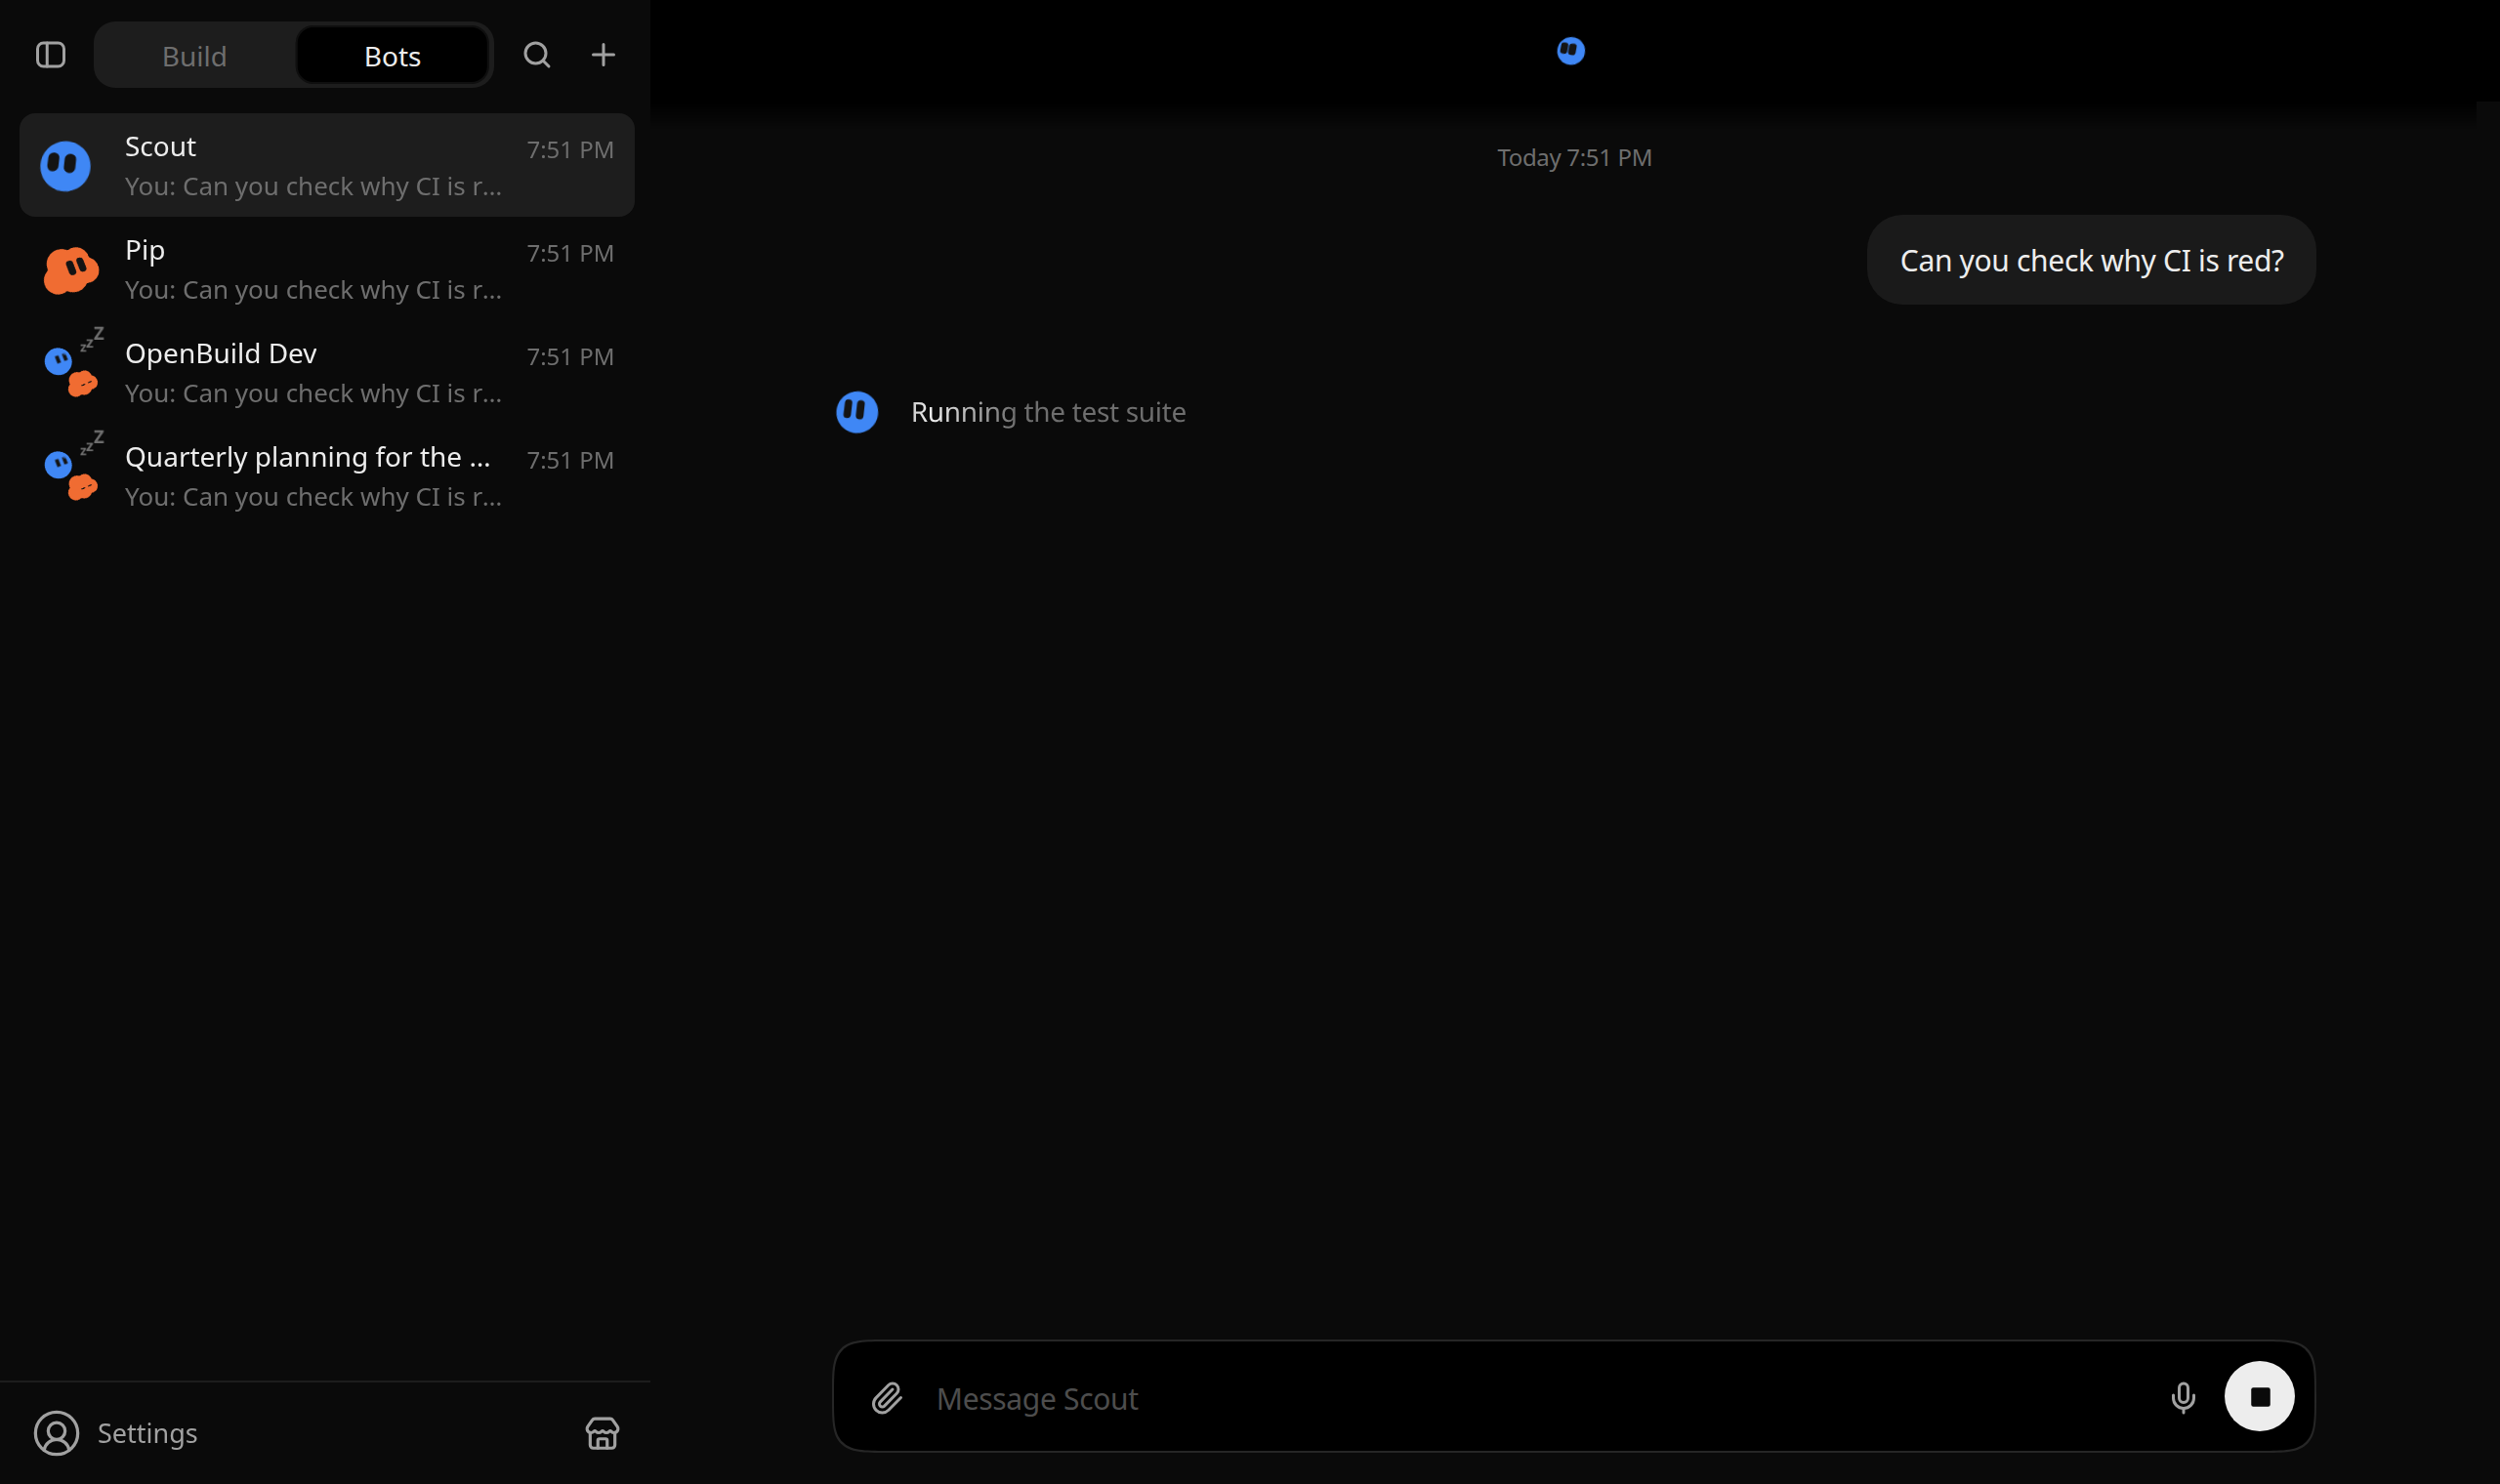 Build
Bots
Scout
7:51 PM
You: Can you check why CI is r...
Pip
7:51 PM
You: Can you check why CI is r...
zzZ
OpenBuild Dev
7:51 PM
You: Can you check why CI is r...
zzZ
Quarterly planning for the ...
7:51 PM
You: Can you check why CI is r...
Settings
Today 7:51 PM
Can you check why CI is red?
Running the test suite
Message Scout